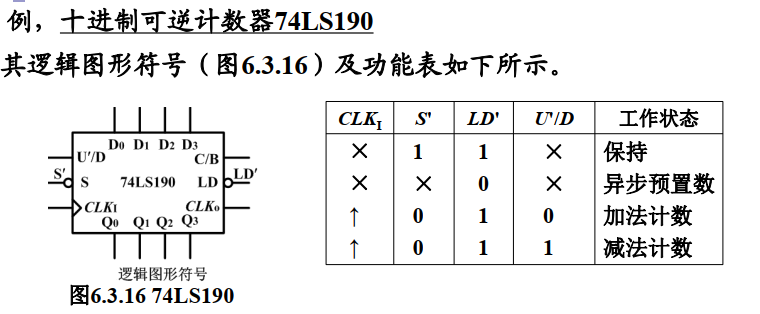 例，十进制可逆计数器74LS190
其逻辑图形符号（图6.3.16）及功能表如下所示。
D0 D1 D2 D3
U'/D C/B
S' S 74LS190 LD LD'
CLKI CLKo
Q0 Q1 Q2 Q3
逻辑图形符号
图6.3.16 74LS190
CLKI S' LD' U'/D 工作状态
× 1 1 × 保持
× × 0 × 异步预置数
↑ 0 1 0 加法计数
↑ 0 1 1 减法计数